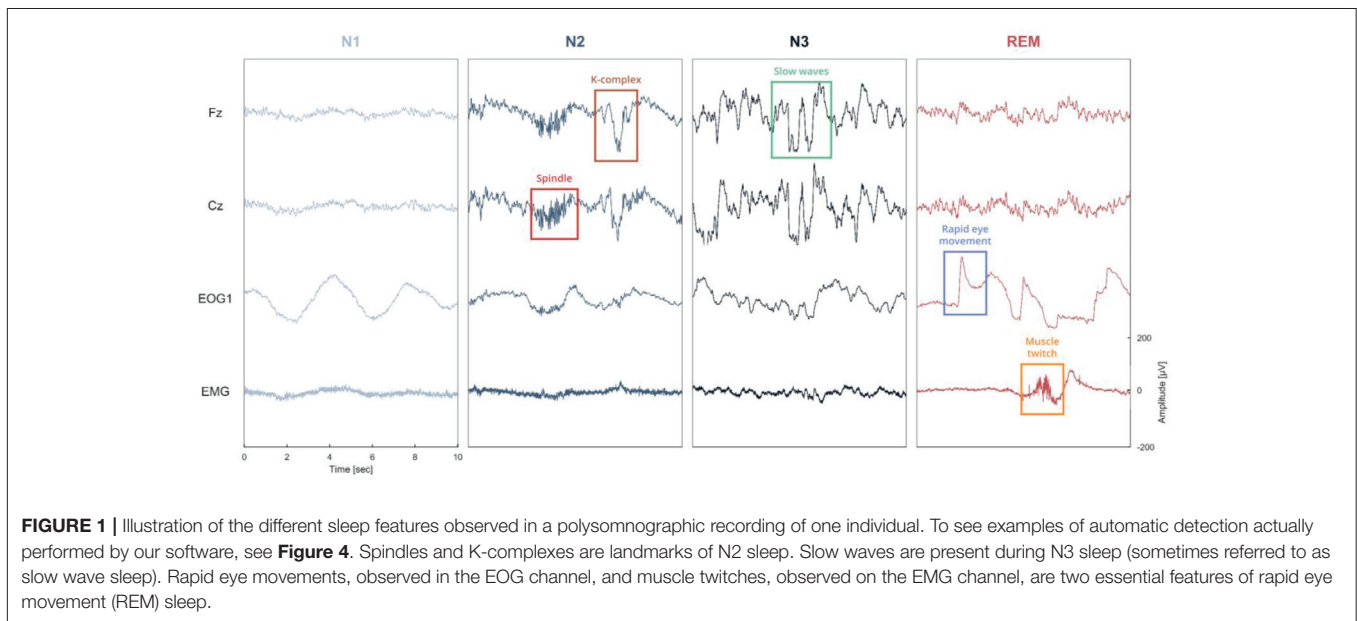 N1
N2
N3
REM
K-complex
Slow waves
Fz
Spindle
Cz
Rapid eye
movement
EOG1
200
Muscle
twitch
EMG
0
Amplitude [µV]
-200
0 2 4 6 8 10
Time [sec]
FIGURE 1 | Illustration of the different sleep features observed in a polysomnographic recording of one individual. To see examples of automatic detection actually
performed by our software, see Figure 4. Spindles and K-complexes are landmarks of N2 sleep. Slow waves are present during N3 sleep (sometimes referred to as
slow wave sleep). Rapid eye movements, observed in the EOG channel, and muscle twitches, observed on the EMG channel, are two essential features of rapid eye
movement (REM) sleep.